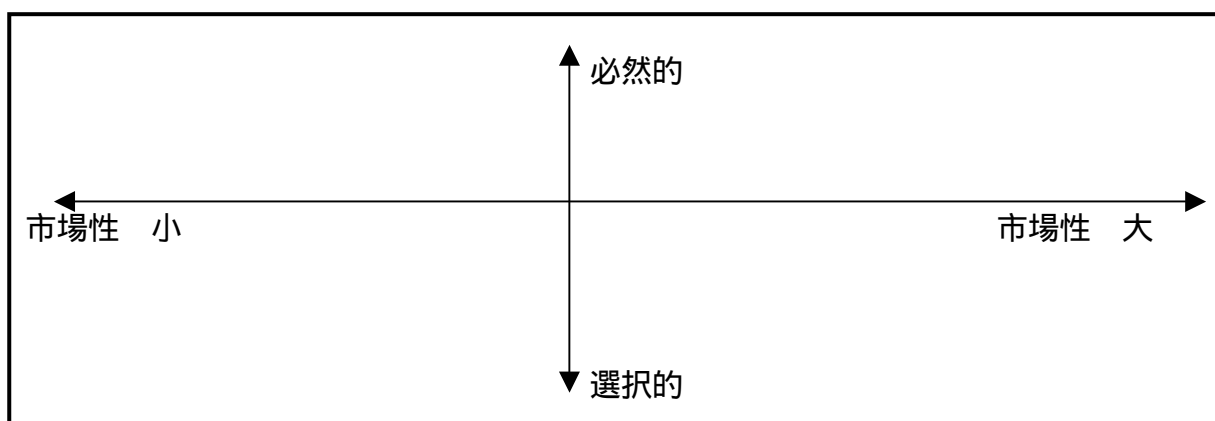 必然的
市場性　小
市場性　大
選択的